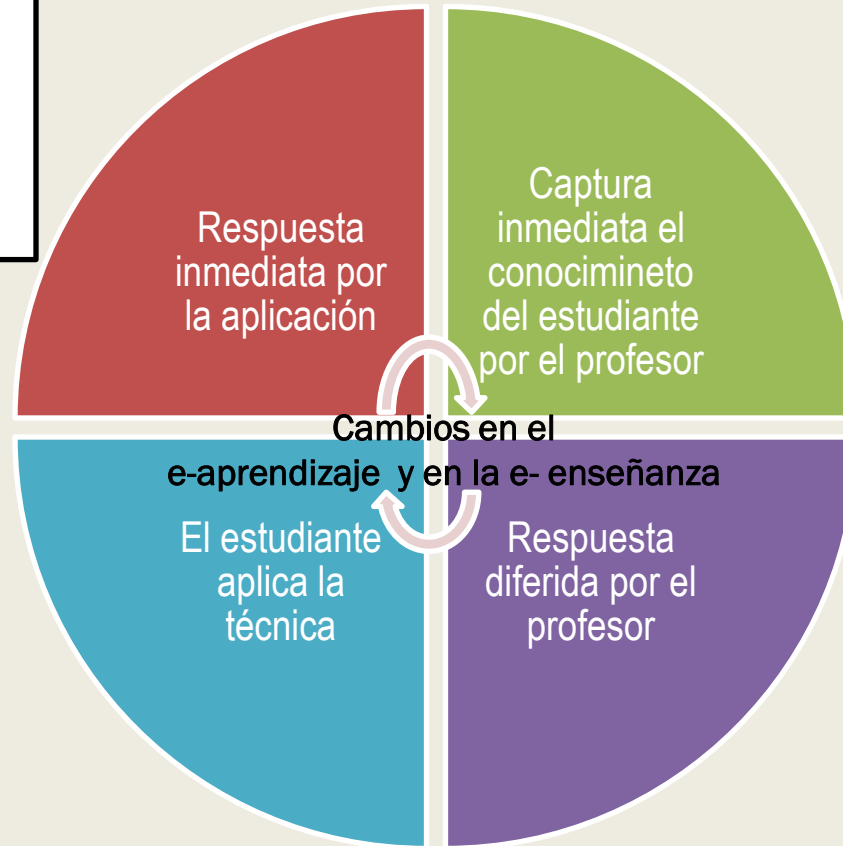 Respuesta
inmediata por
la aplicación
Captura
inmediata el
conocimineto
del estudiante
por el profesor
Cambios en el
e-aprendizaje y en la e- enseñanza
El estudiante
aplica la
técnica
Respuesta
diferida por el
profesor